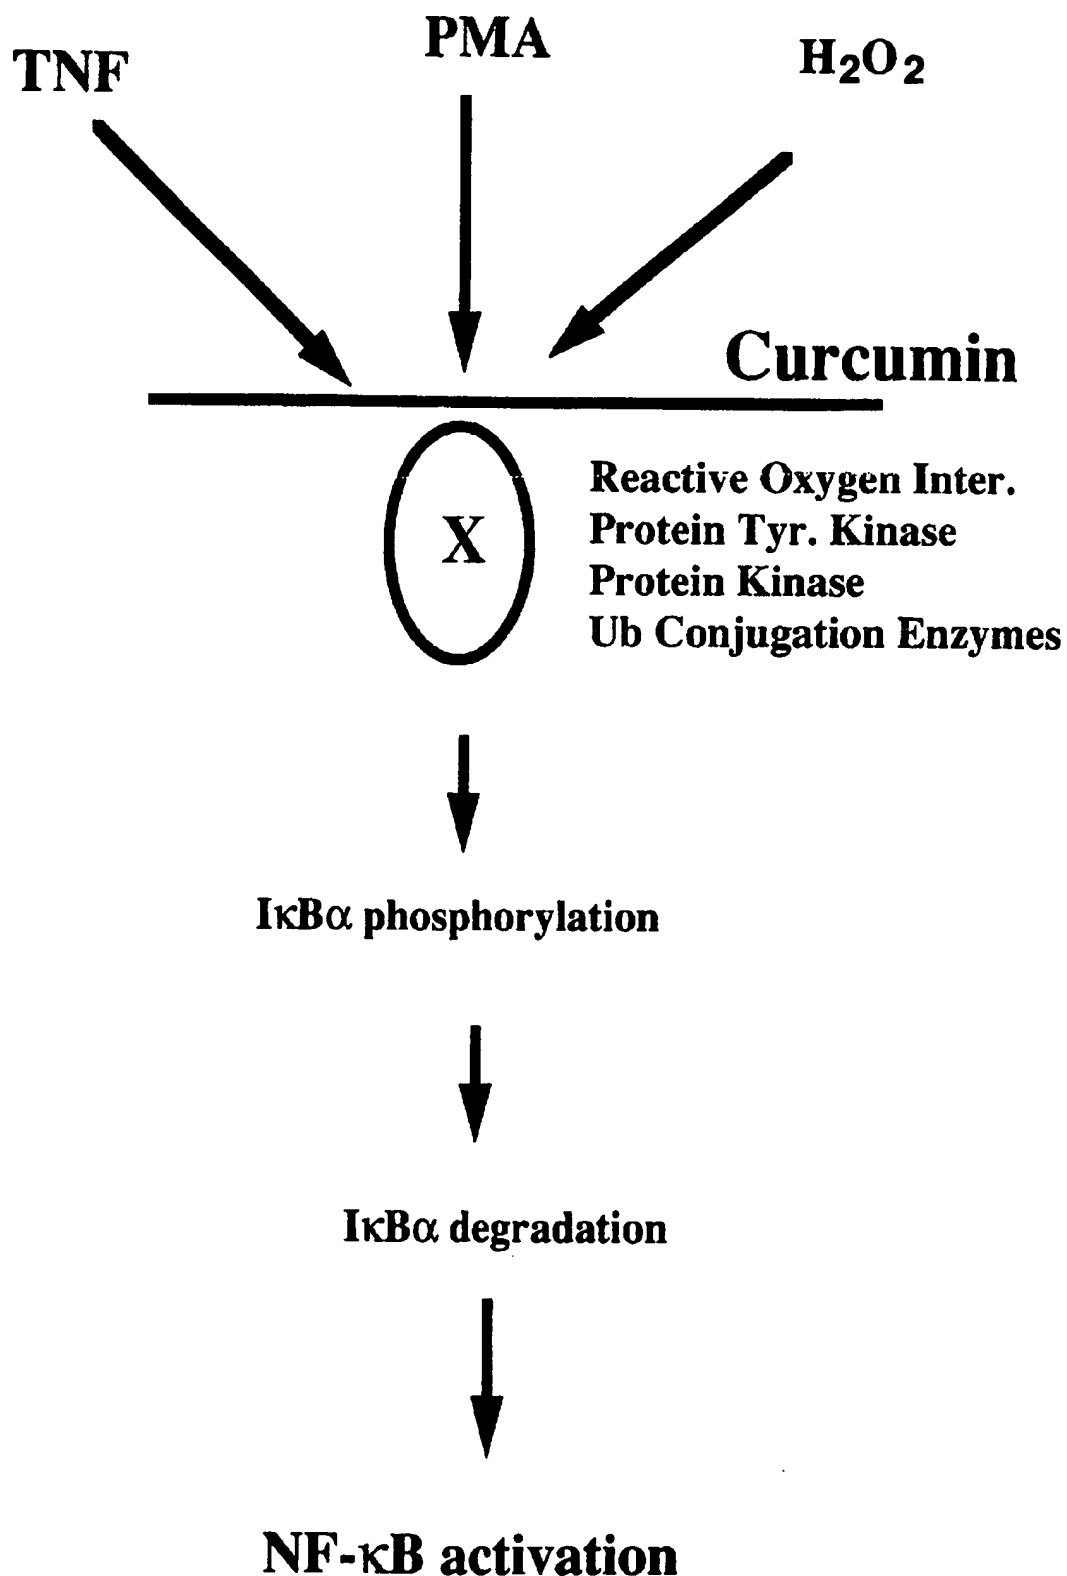 TNF
PMA
H₂O₂
Curcumin
X
Reactive Oxygen Inter.
Protein Tyr. Kinase
Protein Kinase
Ub Conjugation Enzymes
IκBα phosphorylation
IκBα degradation
NF-κB activation